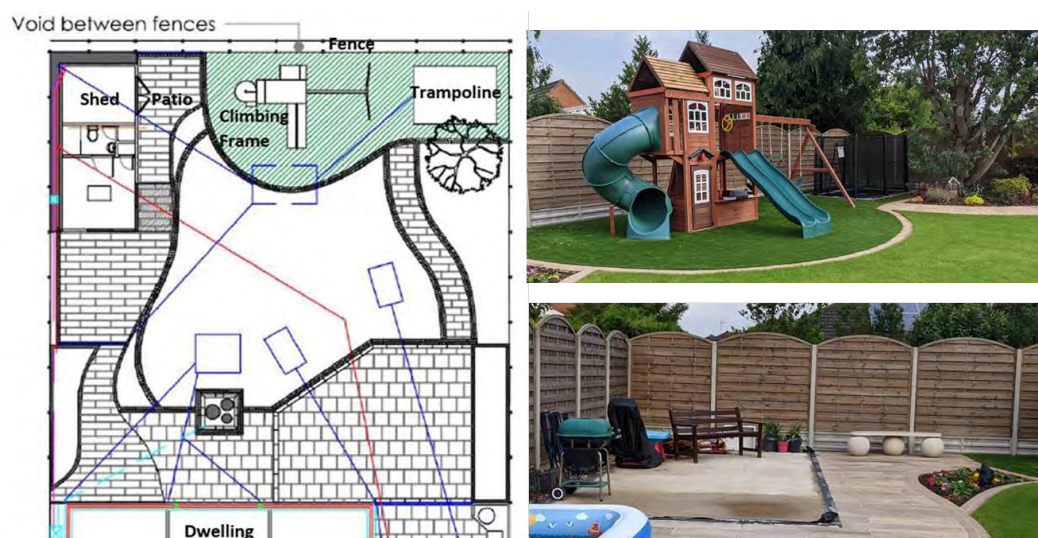 Void between fences
Fence
Shed
Patio
Trampoline
Climbing
Frame
Dwelling